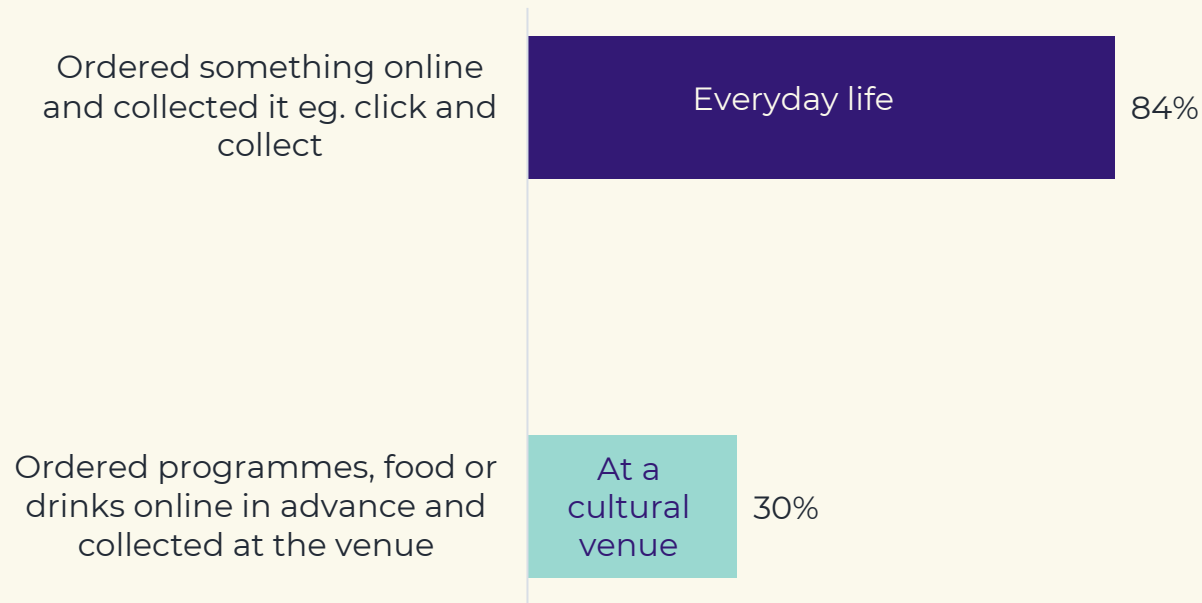 Ordered something online
and collected it eg. click and
collect
Everyday life
84%
Ordered programmes, food or
drinks online in advance and
collected at the venue
At a
cultural
venue
30%